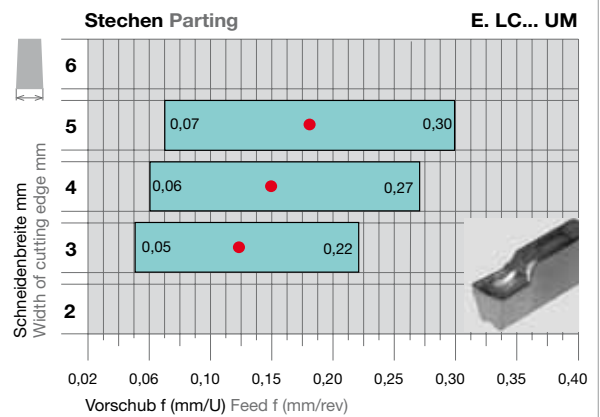 Stechen Parting E. LC... UM
Schneidenbreite mm
Width of cutting edge mm
6
5 0,07 0,30
4 0,06 0,27
3 0,05 0,22
2
0,02 0,06 0,10 0,15 0,20 0,25 0,30 0,35 0,40
Vorschub f (mm/U) Feed f (mm/rev)